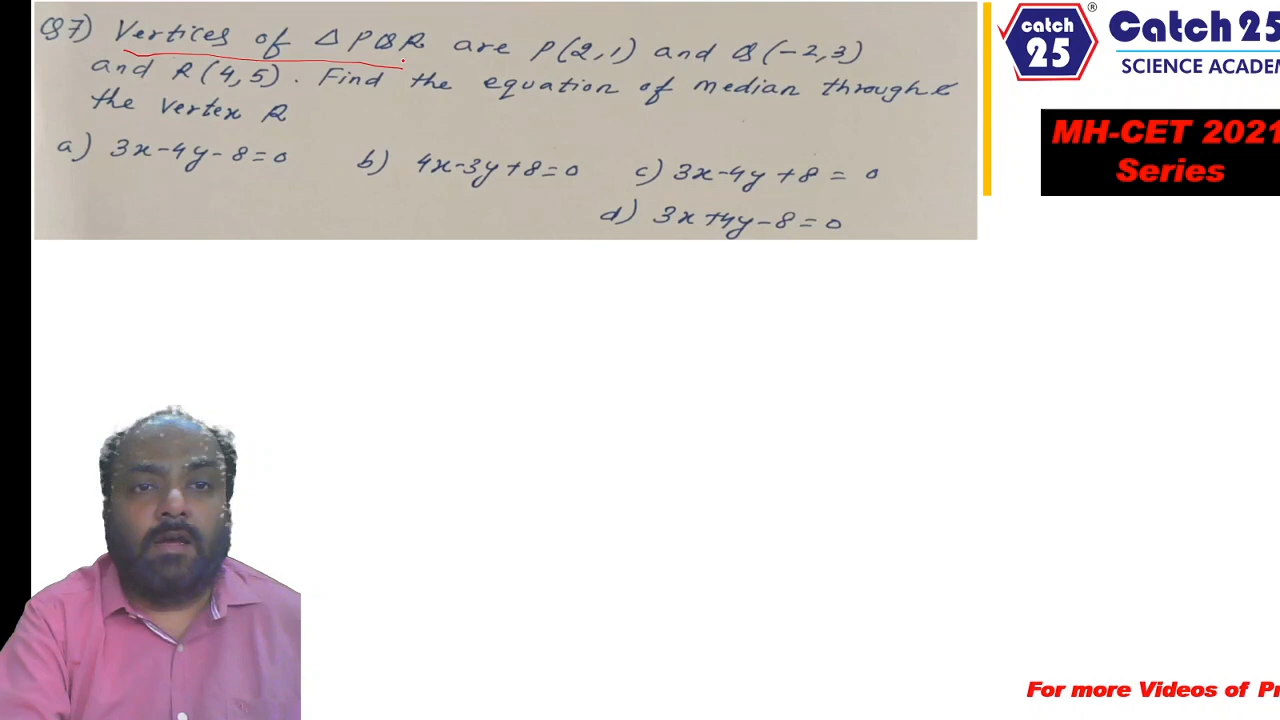 Q7) Vertices of △PQR are P(2,1) and Q(-2,3)
and R(4,5). Find the equation of median through
the vertex R
a) 3x-4y-8=0 b) 4x-3y+8=0 c) 3x-4y+8=0
d) 3x+4y-8=0
catch 25 ®
Catch 25
SCIENCE ACADEM
MH-CET 2021
Series
For more Videos of Pr